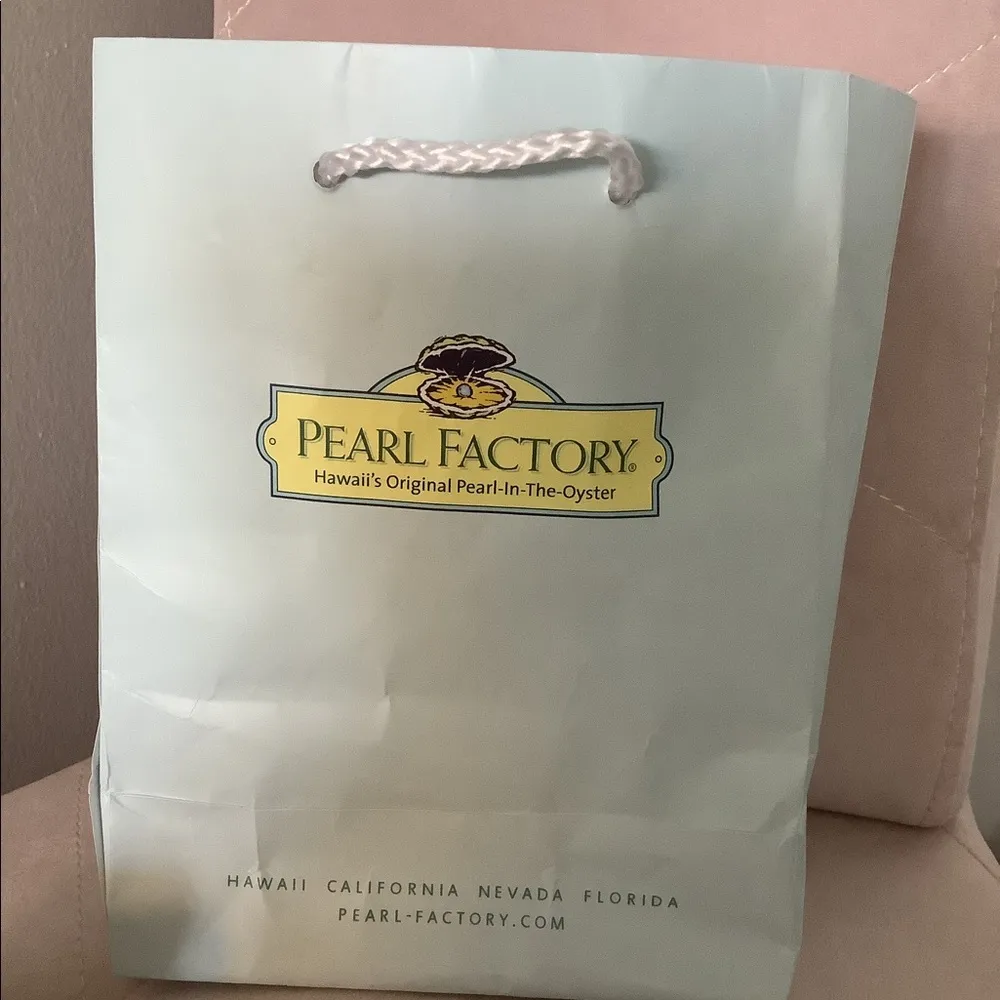 PEARL FACTORY®
Hawaii's Original Pearl-In-The-Oyster
HAWAII CALIFORNIA NEVADA FLORIDA
PEARL-FACTORY.COM